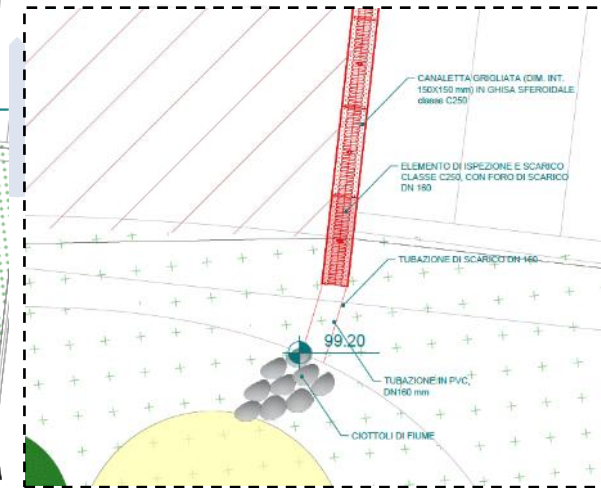 CANALETTA GRIGLIATA (DIM. INT.
150X150 mm) IN GHISA SFEROIDALE
classe C250
ELEMENTO DI ISPEZIONE E SCARICO
CLASSE C250, CON FORO DI SCARICO
DN 160
TUBAZIONE DI SCARICO DN 160
99.20
TUBAZIONE IN PVC,
DN160 mm
CIOTTOLI DI FIUME